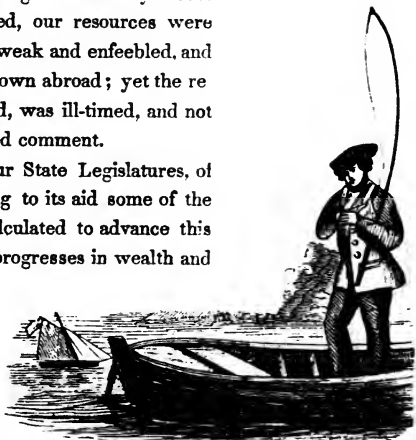 ed, our resources were
weak and enfeebled, and
own abroad; yet the re
d, was ill-timed, and not
d comment.
ur State Legislatures, of
g to its aid some of the
lculated to advance this
progresses in wealth and